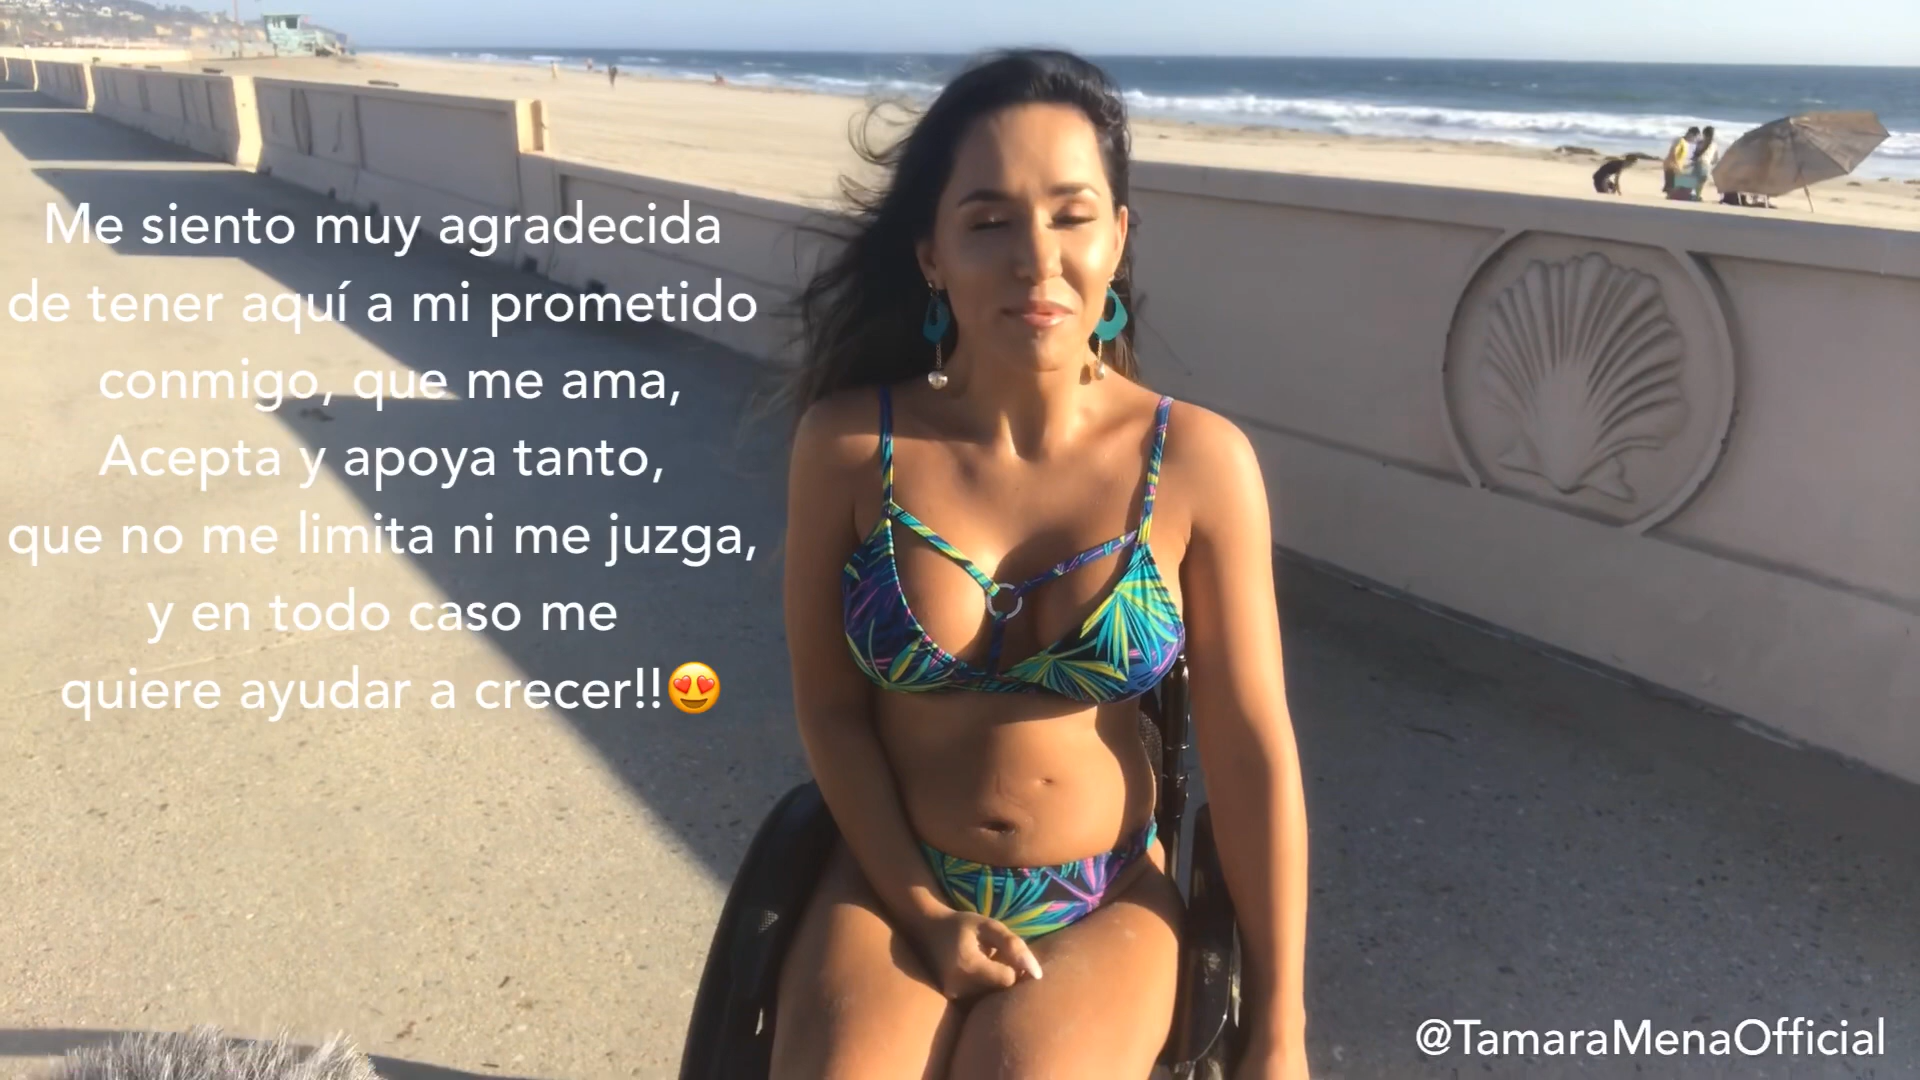 Me siento muy agradecida
de tener aquí a mi prometido
conmigo, que me ama,
Acepta y apoya tanto,
que no me limita ni me juzga,
y en todo caso me
quiere ayudar a crecer!!😍
@TamaraMenaOfficial